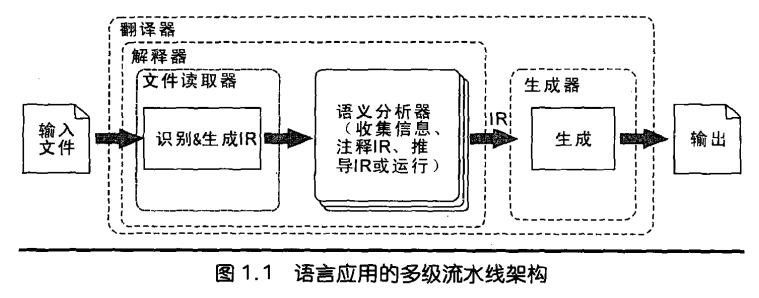 翻译器
解释器
文件读取器
生成器
输入
文件
识别&生成IR
语义分析器
（收集信息、
注释IR、推
导IR或运行）
IR
生成
输出
图 1.1 语言应用的多级流水线架构